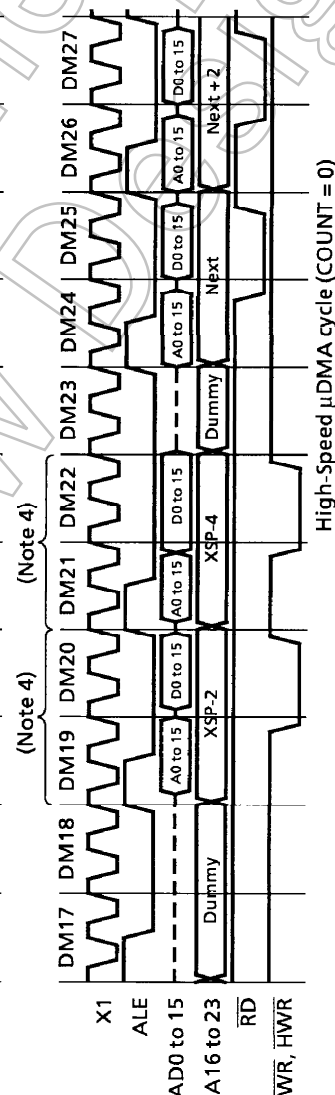 (Note 4) (Note 4)
DM17 DM18 DM19 DM20 DM21 DM22 DM23 DM24 DM25 DM26 DM27
X1
ALE
AD0 to 15 A0 to 15 D0 to 15 A0 to 15 D0 to 15 A0 to 15 D0 to 15 A0 to 15 D0 to 15
A16 to 23 Dummy XSP-2 XSP-4 Dummy Next Next +2
RD
WR, HWR
High-Speed µDMA cycle (COUNT = 0)